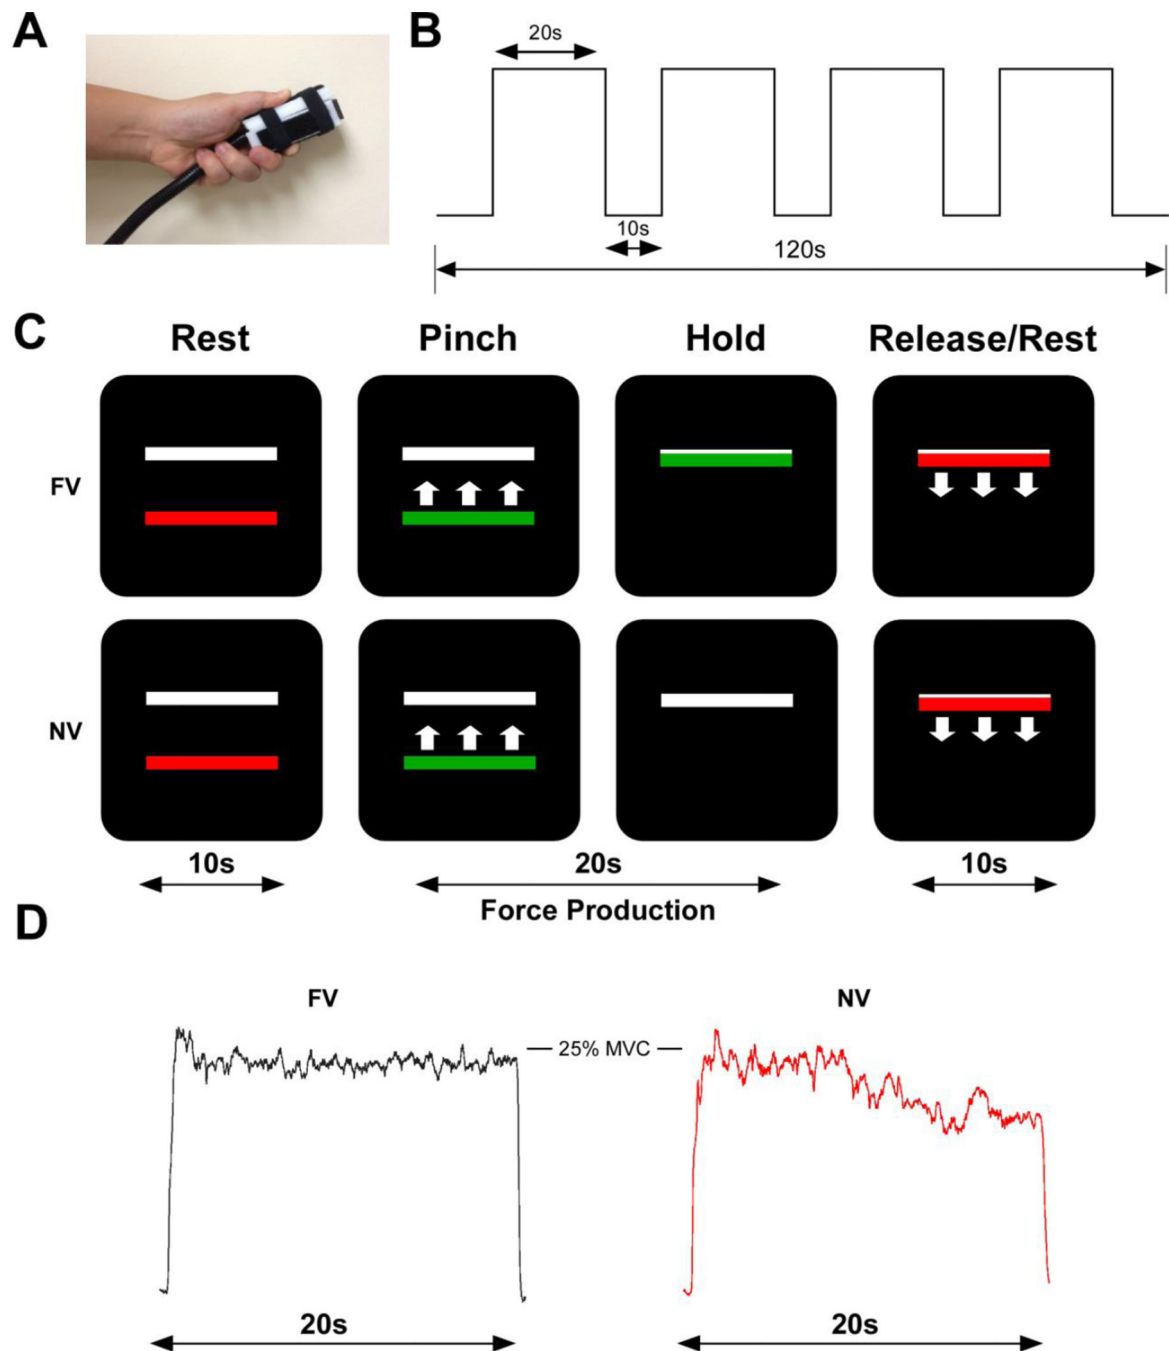 A
B
20s
10s
120s
C
Rest
Pinch
Hold
Release/Rest
FV
NV
10s
20s
10s
Force Production
D
FV
NV
25% MVC
20s
20s